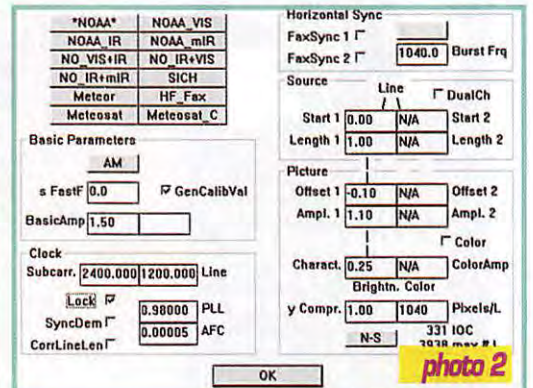 *NOAA* NOAA_VIS
NOAA_IR NOAA_mIR
NO_VIS+IR NO_IR+VIS
NO_IR+mIR SICH
Meteor HF_Fax
Meteosat Meteosat_C
Basic Parameters
AM
s FastF 0.0 GenCalibVal
BasicAmp 1.50
Clock
Subcarr. 2400.000 1200.000 Line
Lock
0.98000 PLL
SyncDem
0.00005 AFC
CorrLineLen
Horizontal Sync
FaxSync 1
FaxSync 2 1040.0 Burst Frq
Source
Line
DualCh
Start 1 0.00 N/A Start 2
Length 1 1.00 N/A Length 2
Picture
Offset 1 -0.10 N/A Offset 2
Ampl. 1 1.10 N/A Ampl. 2
Color
Charact. 0.25 N/A ColorAmp
Brightn. Color
y Compr. 1.00 1040 Pixels/L
N-S 331 IOC
3938 max # L
OK
photo 2